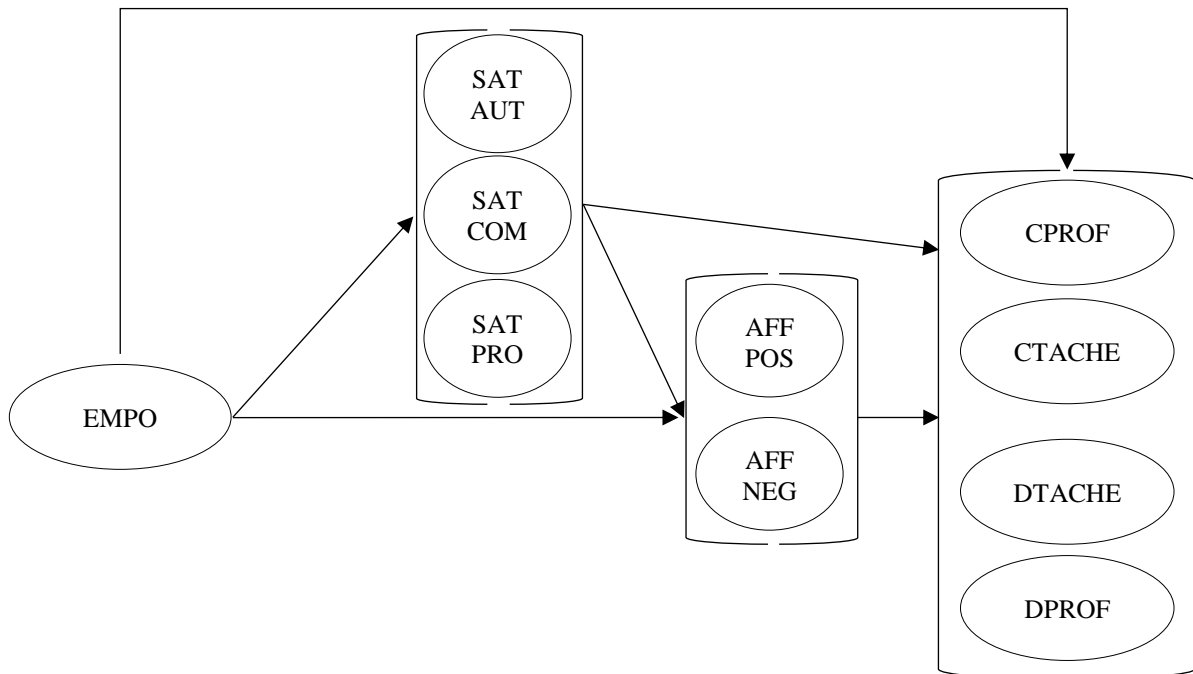 SAT
AUT
SAT
COM
SAT
PRO
EMPO
AFF
POS
AFF
NEG
CPROF
CTACHE
DTACHE
DPROF